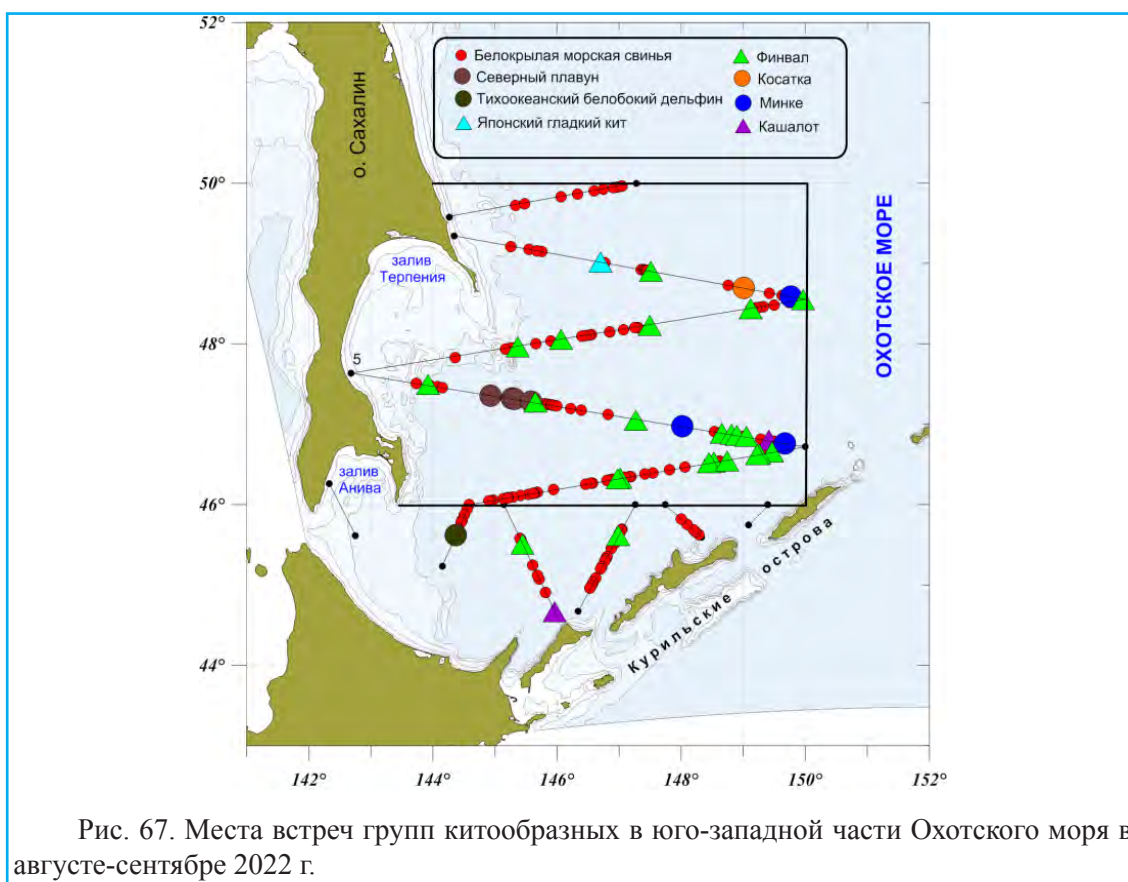 52°
50°
48°
46°
44°
Белокрылая морская свинья
Северный плавун
Тихоокеанский белобокий дельфин
Японский гладкий кит
Финвал
Косатка
Минке
Кашалот
о. Сахалин
залив
Терпения
5
залив
Анива
ОХОТСКОЕ МОРЕ
Курильские острова
142°
144°
146°
148°
150°
152°
Рис. 67. Места встреч групп китообразных в юго-западной части Охотского моря в
августе-сентябре 2022 г.